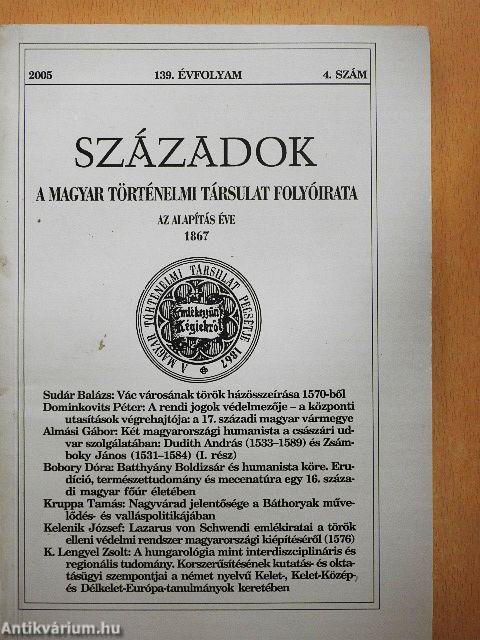 2005 139. ÉVFOLYAM 4. SZÁM
SZÁZADOK
A MAGYAR TÖRTÉNELMI TÁRSULAT FOLYÓIRATA
AZ ALAPÍTÁS ÉVE
1867
A MAGYAR TÖRTÉNELMI TÁRSULAT PECSÉTJE 1867
Emlékezzünk
Régiekről
Sudár Balázs: Vác városának török házösszeírása 1570-ből
Dominkovits Péter: A rendi jogok védelmezője – a központi
utasítások végrehajtója: a 17. századi magyar vármegye
Almási Gábor: Két magyarországi humanista a császári ud-
var szolgálatában: Dudith András (1533–1589) és Zsám-
boky János (1531–1584) (I. rész)
Bobory Dóra: Batthyány Boldizsár és humanista köre. Eru-
díció, természettudomány és mecenatúra egy 16. száza-
di magyar főúr életében
Kruppa Tamás: Nagyvárad jelentősége a Báthoryak műve-
lődés- és valláspolitikájában
Kelenik József: Lazarus von Schwendi emlékiratai a török
elleni védelmi rendszer magyarországi kiépítéséről (1576)
K. Lengyel Zsolt: A hungarológia mint interdiszciplináris és
regionális tudomány. Korszerűsítésének kutatás- és okta-
tásügyi szempontjai a német nyelvű Kelet-, Kelet-Közép-
és Délkelet-Európa-tanulmányok keretében
Antikvárium.hu